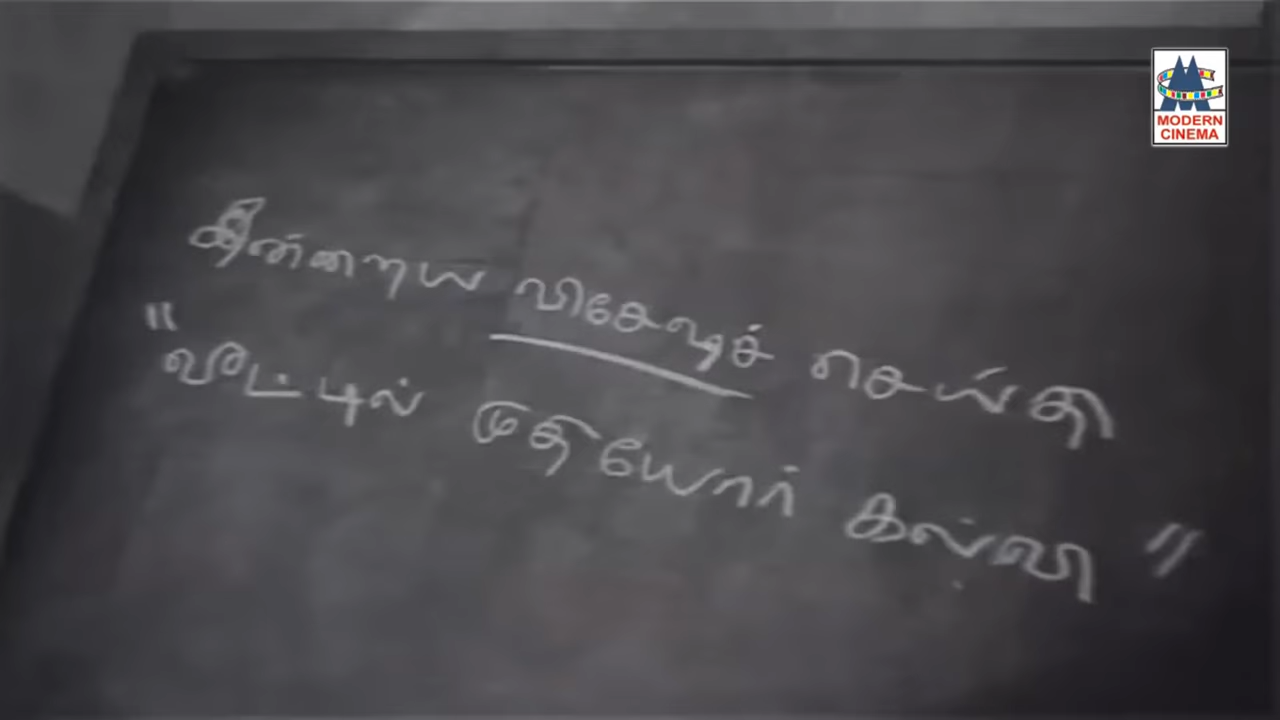 இன்றைய விசேஷச் செய்தி
"வீட்டில் முதியோர் கல்வி"
MODERN
CINEMA